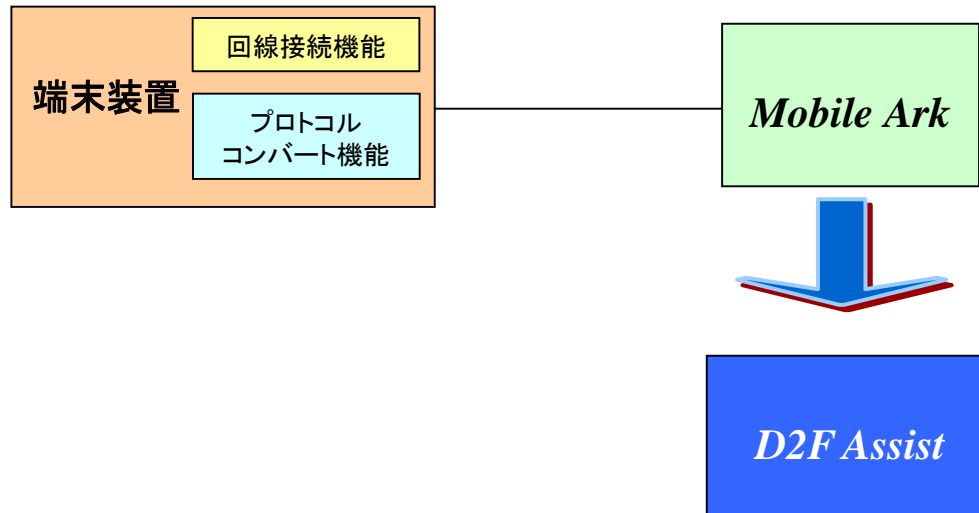 回線接続機能
端末装置
プロトコル
コンバート機能
Mobile Ark
D2F Assist